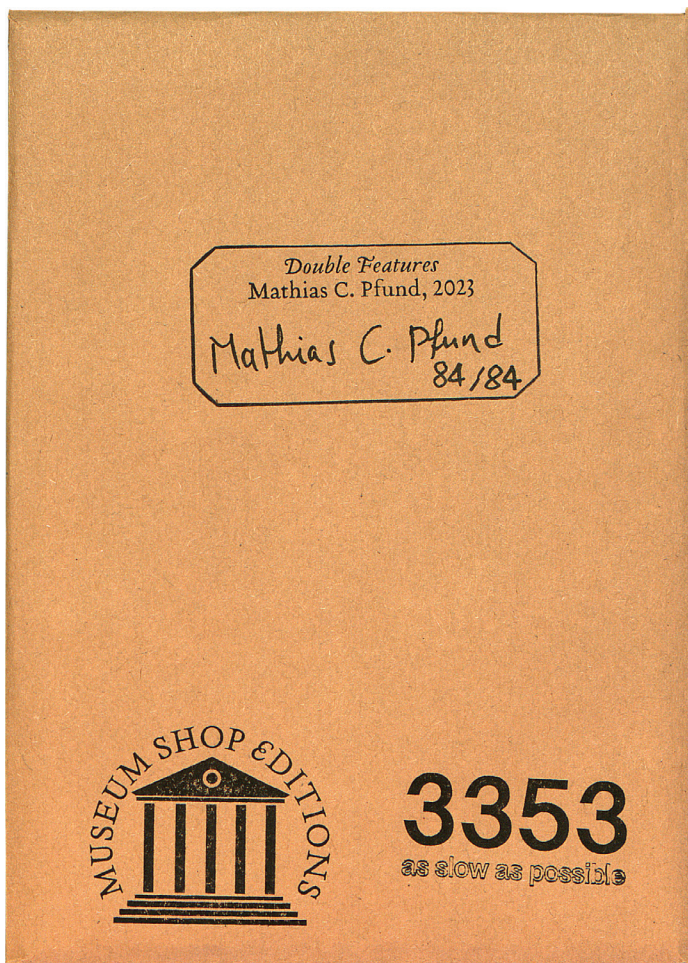 Double Features
Mathias C. Pfund, 2023
Mathias C. Pfund
84/84
MUSEUM SHOP EDITIONS
3353
as slow as possible